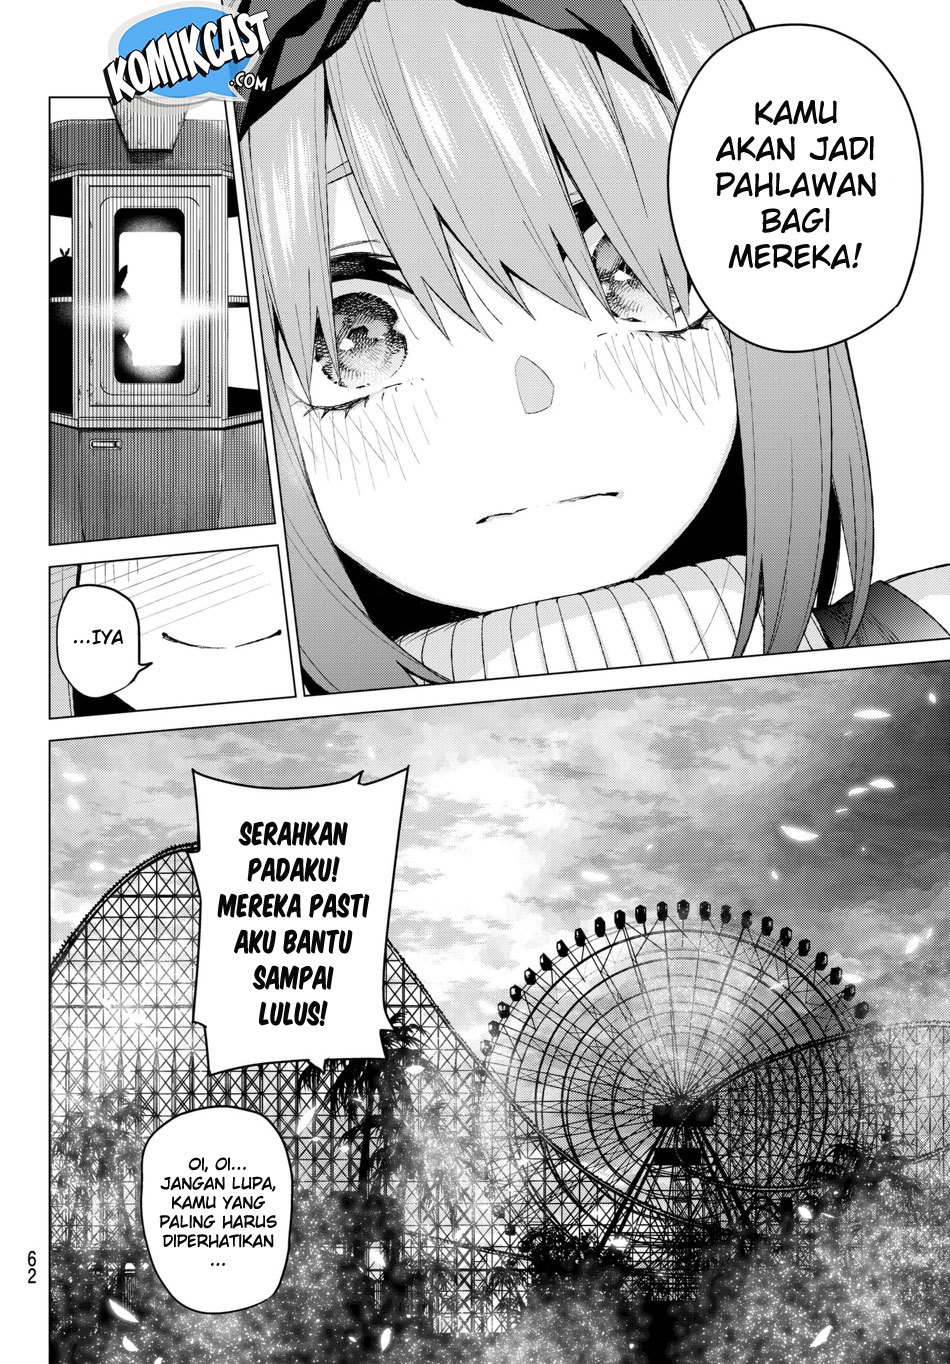 KOMIKCAST
.COM
KAMU
AKAN JADI
PAHLAWAN
BAGI
MEREKA!
...IYA
SERAHKAN
PADAKU!
MEREKA PASTI
AKU BANTU
SAMPAI
LULUS!
OI, OI...
JANGAN LUPA,
KAMU YANG
PALING HARUS
DIPERHATIKAN
...
62